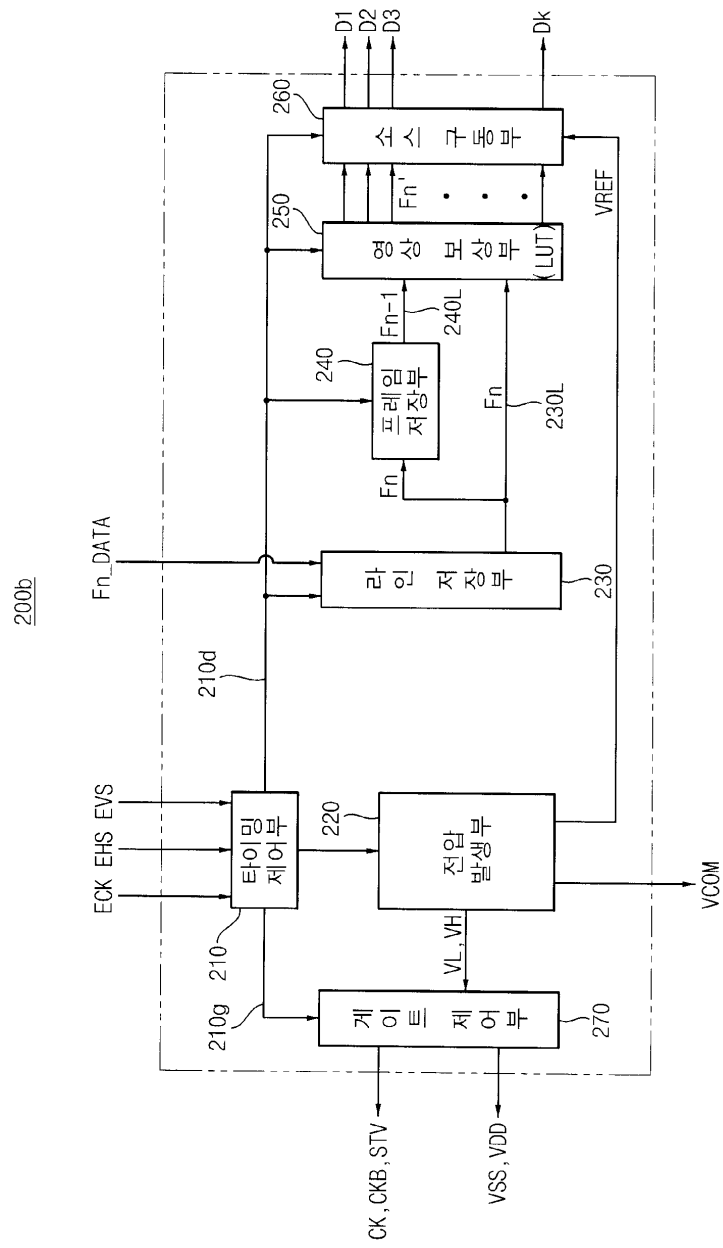 200b
ECK
EHS
EVS
Fn_DATA
210g
210
210d
타이밍
제어부
220
240
250
260
D1
D2
D3
Dk
CK,CKB,STV
VSS,VDD
게이트 제어부
270
VL,VH
전압
발생부
라인 저장부
230
Fn
프레임
저장부
Fn-1
240L
Fn
230L
영상 보상부
(LUT)
Fn'
소스 구동부
VREF
VCOM